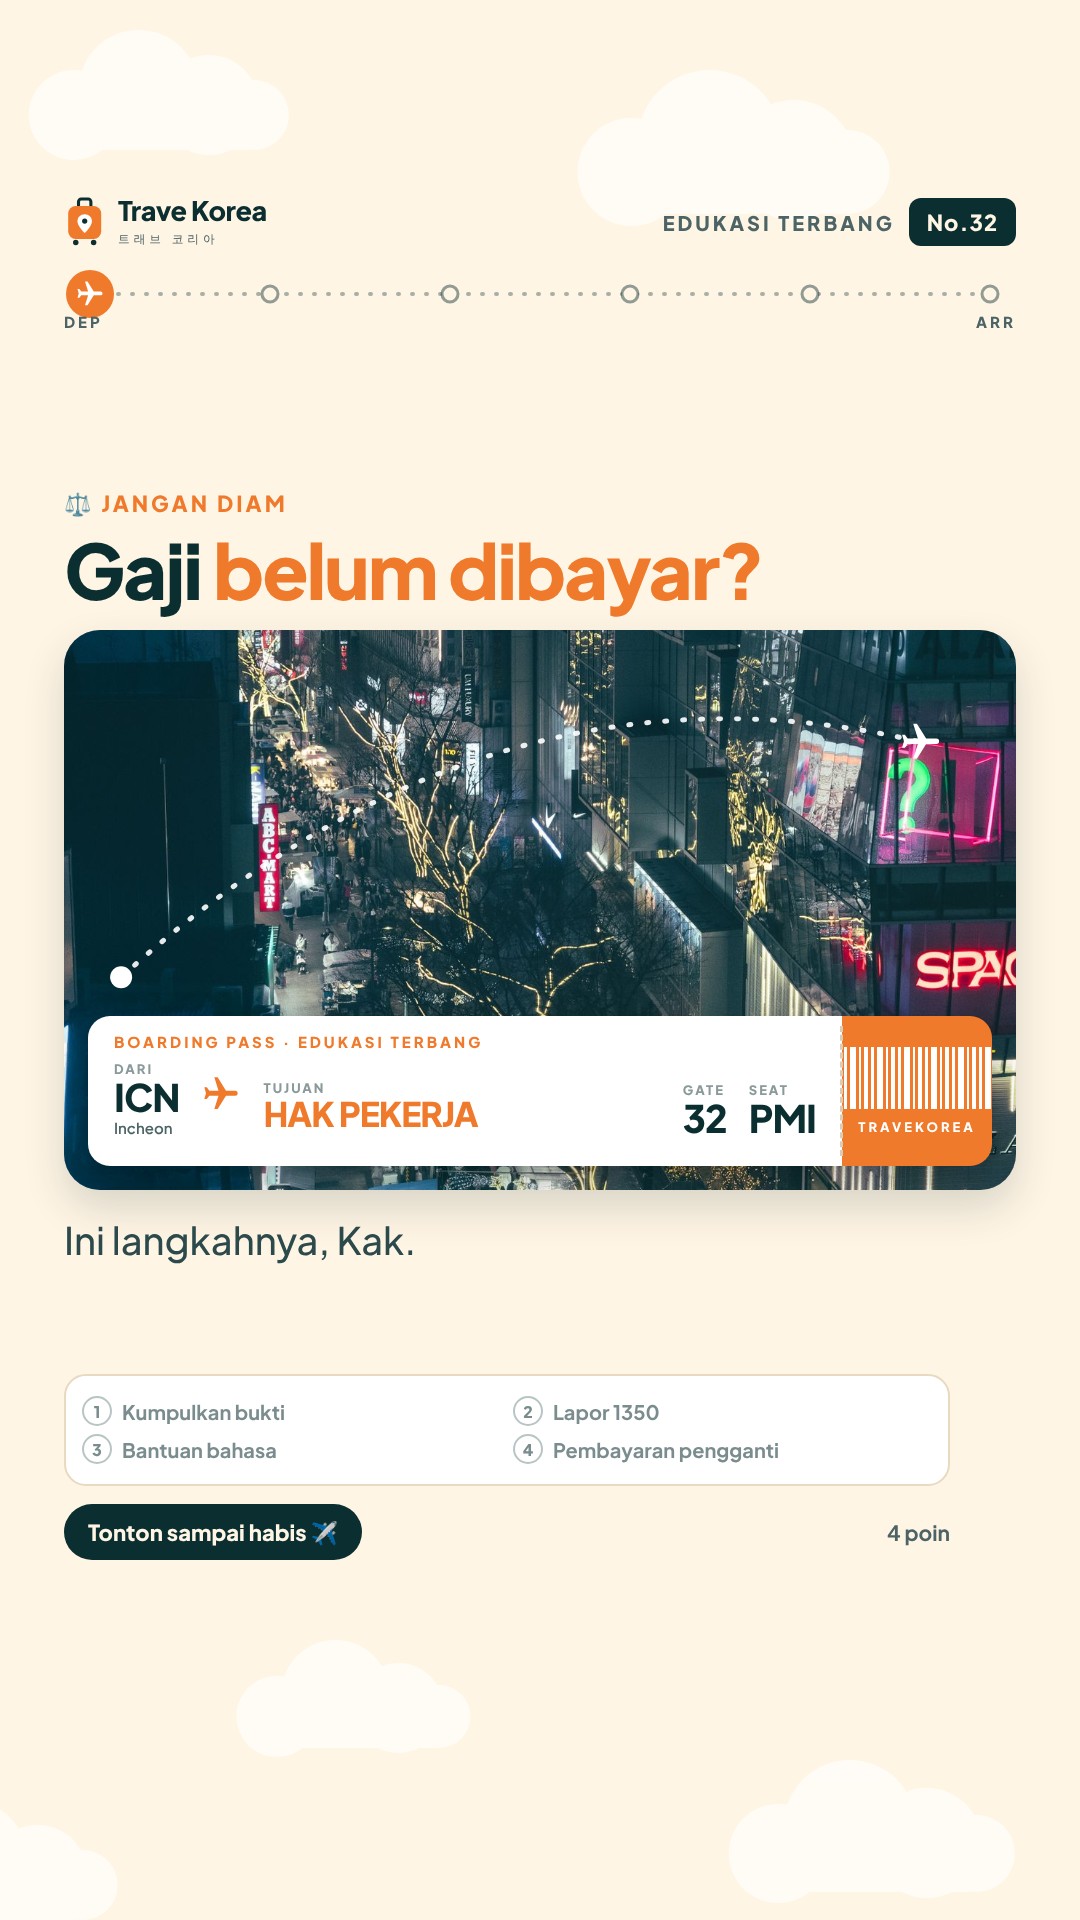 Trave Korea
트래브 코리아
EDUKASI TERBANG
No.32
DEP
ARR
⚖️ JANGAN DIAM
Gaji belum dibayar?
ABC-MART
?
SPAC
BOARDING PASS · EDUKASI TERBANG
DARI
ICN
Incheon
TUJUAN
HAK PEKERJA
GATE
32
SEAT
PMI
TRAVEKOREA
Ini langkahnya, Kak.
1 Kumpulkan bukti
2 Lapor 1350
3 Bantuan bahasa
4 Pembayaran pengganti
Tonton sampai habis ✈️
4 poin